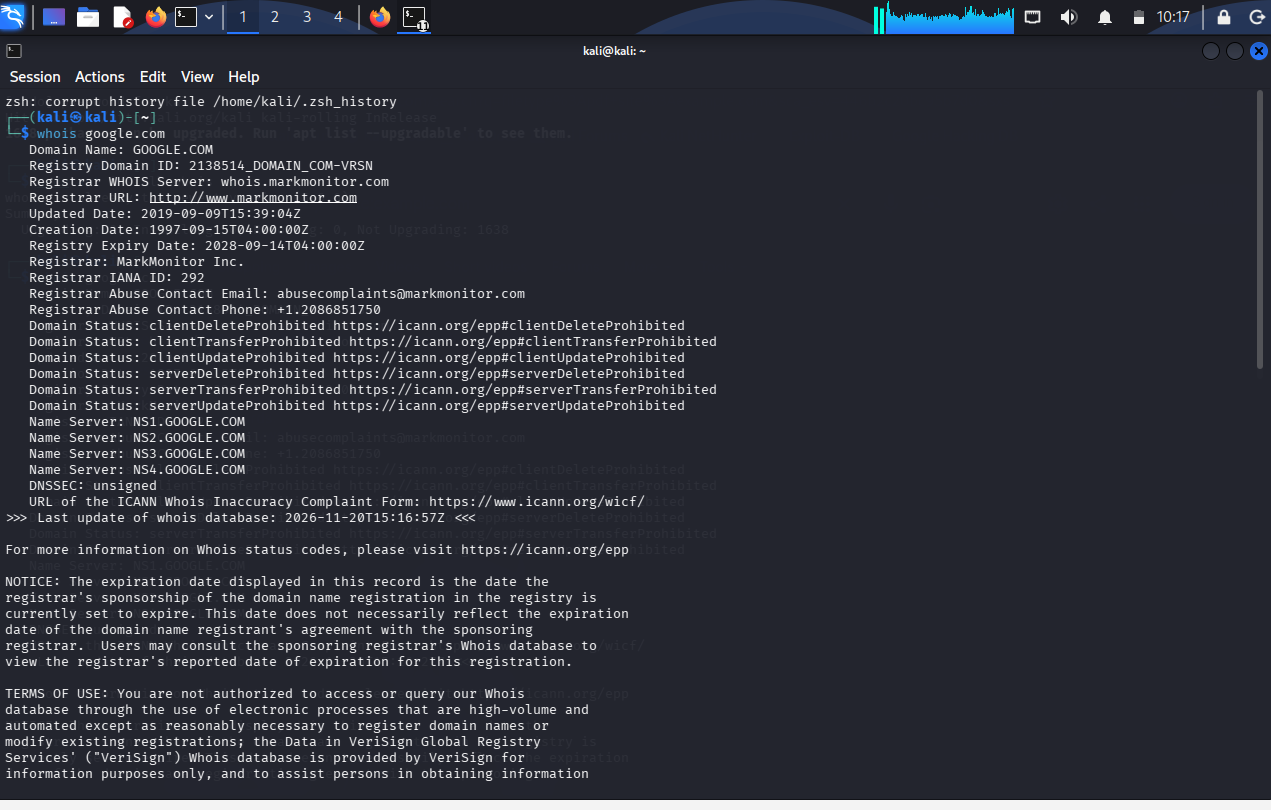 1 2 3 4 10:17
kali@kali: ~
Session Actions Edit View Help
zsh: corrupt history file /home/kali/.zsh_history
┌──(kali㉿kali)-[~]
└─$ whois google.com
Domain Name: GOOGLE.COM
Registry Domain ID: 2138514_DOMAIN_COM-VRSN
Registrar WHOIS Server: whois.markmonitor.com
Registrar URL: http://www.markmonitor.com
Updated Date: 2019-09-09T15:39:04Z
Creation Date: 1997-09-15T04:00:00Z
Registry Expiry Date: 2028-09-14T04:00:00Z
Registrar: MarkMonitor Inc.
Registrar IANA ID: 292
Registrar Abuse Contact Email: abusecomplaints@markmonitor.com
Registrar Abuse Contact Phone: +1.2086851750
Domain Status: clientDeleteProhibited https://icann.org/epp#clientDeleteProhibited
Domain Status: clientTransferProhibited https://icann.org/epp#clientTransferProhibited
Domain Status: clientUpdateProhibited https://icann.org/epp#clientUpdateProhibited
Domain Status: serverDeleteProhibited https://icann.org/epp#serverDeleteProhibited
Domain Status: serverTransferProhibited https://icann.org/epp#serverTransferProhibited
Domain Status: serverUpdateProhibited https://icann.org/epp#serverUpdateProhibited
Name Server: NS1.GOOGLE.COM
Name Server: NS2.GOOGLE.COM
Name Server: NS3.GOOGLE.COM
Name Server: NS4.GOOGLE.COM
DNSSEC: unsigned
URL of the ICANN Whois Inaccuracy Complaint Form: https://www.icann.org/wicf/
>>> Last update of whois database: 2026-11-20T15:16:57Z <<<
For more information on Whois status codes, please visit https://icann.org/epp
NOTICE: The expiration date displayed in this record is the date the
registrar's sponsorship of the domain name registration in the registry is
currently set to expire. This date does not necessarily reflect the expiration
date of the domain name registrant's agreement with the sponsoring
registrar.  Users may consult the sponsoring registrar's Whois database to
view the registrar's reported date of expiration for this registration.
TERMS OF USE: You are not authorized to access or query our Whois
database through the use of electronic processes that are high-volume and
automated except as reasonably necessary to register domain names or
modify existing registrations; the Data in VeriSign Global Registry
Services' ("VeriSign") Whois database is provided by VeriSign for
information purposes only, and to assist persons in obtaining information